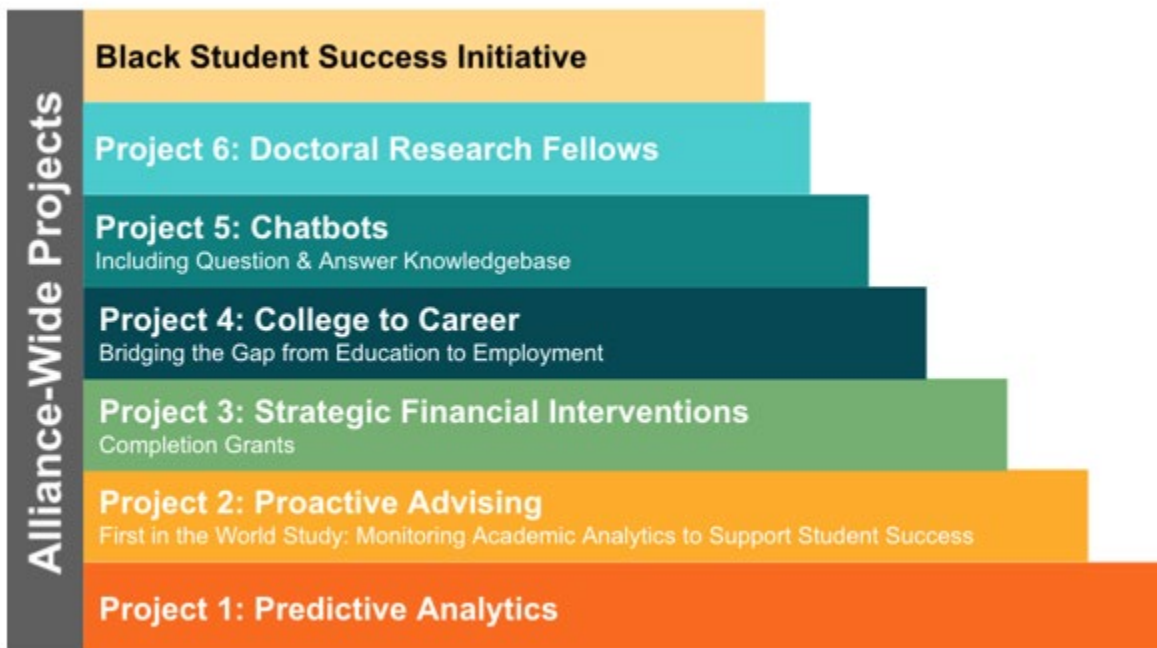 Alliance-Wide Projects
Black Student Success Initiative
Project 6: Doctoral Research Fellows
Project 5: Chatbots
Including Question & Answer Knowledgebase
Project 4: College to Career
Bridging the Gap from Education to Employment
Project 3: Strategic Financial Interventions
Completion Grants
Project 2: Proactive Advising
First in the World Study: Monitoring Academic Analytics to Support Student Success
Project 1: Predictive Analytics